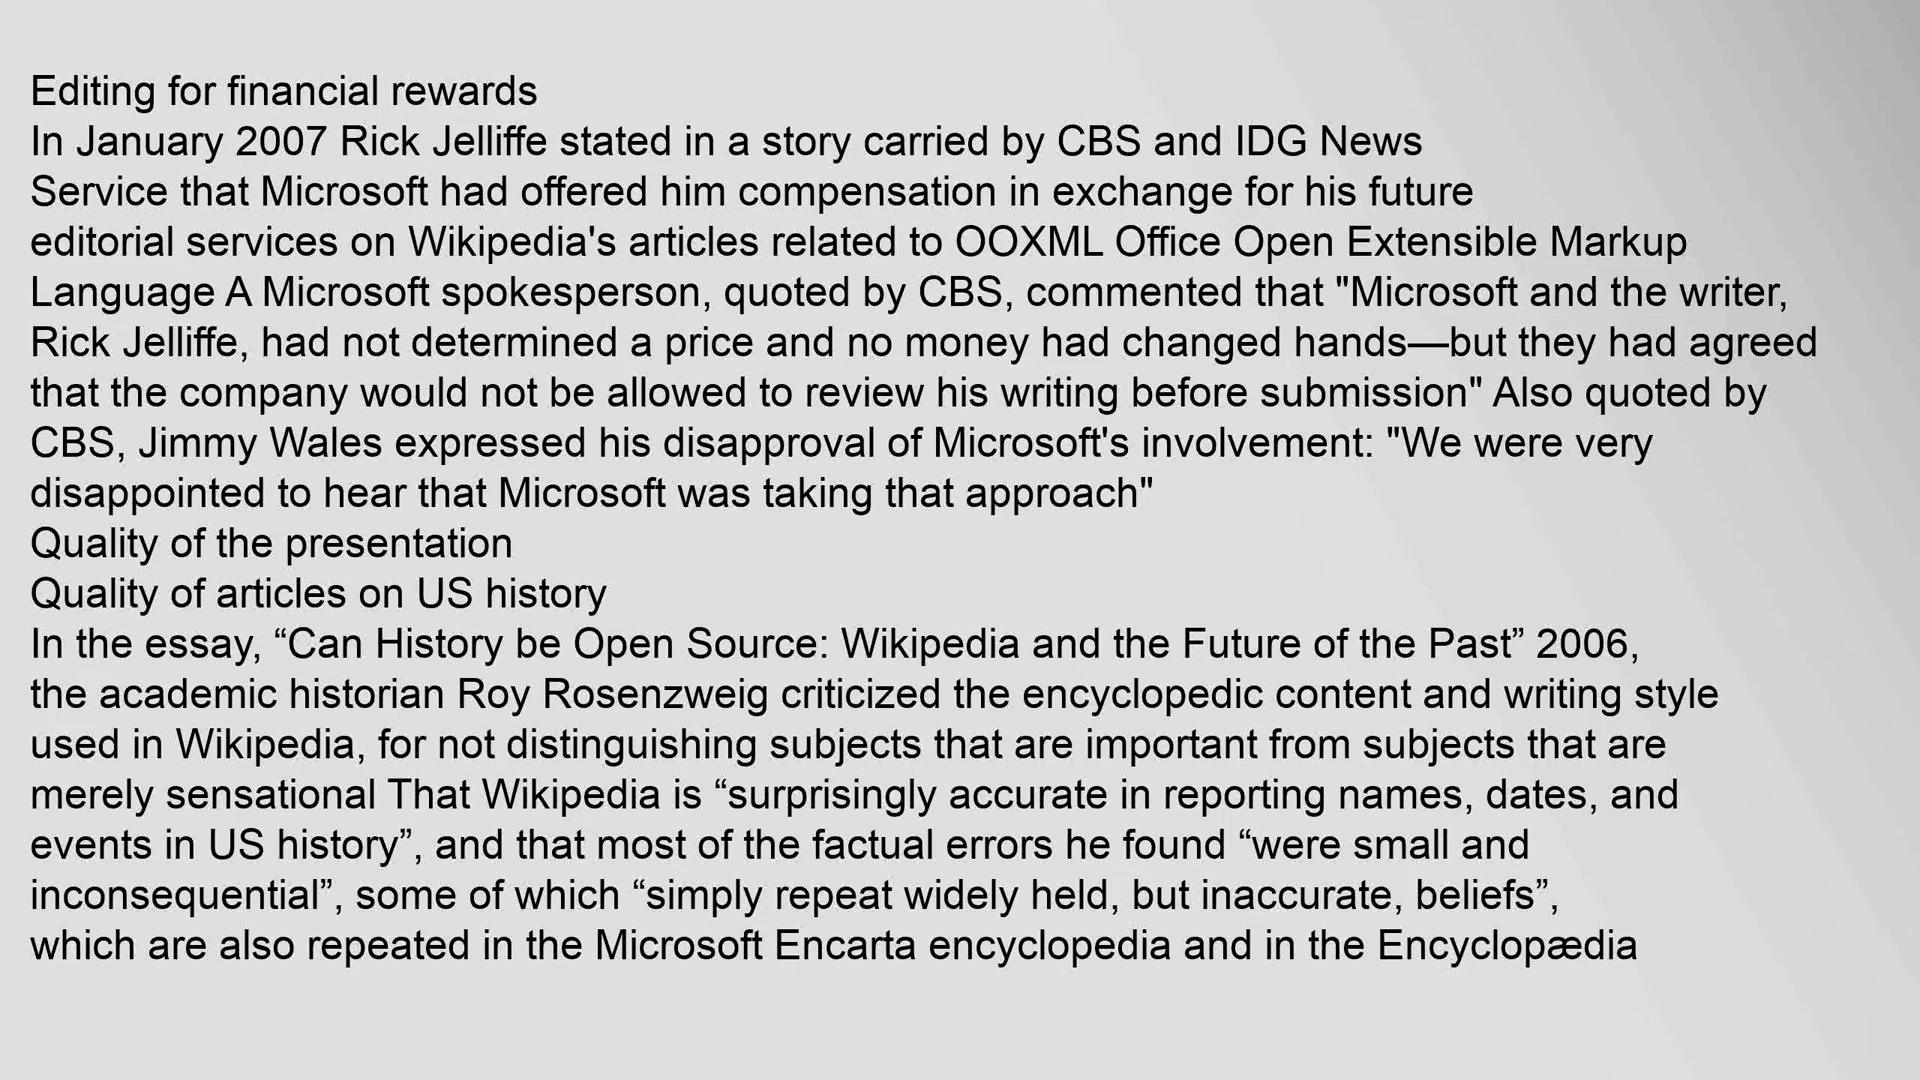 Editing for financial rewards
In January 2007 Rick Jelliffe stated in a story carried by CBS and IDG News
Service that Microsoft had offered him compensation in exchange for his future
editorial services on Wikipedia's articles related to OOXML Office Open Extensible Markup
Language A Microsoft spokesperson, quoted by CBS, commented that "Microsoft and the writer,
Rick Jelliffe, had not determined a price and no money had changed hands—but they had agreed
that the company would not be allowed to review his writing before submission" Also quoted by
CBS, Jimmy Wales expressed his disapproval of Microsoft's involvement: "We were very
disappointed to hear that Microsoft was taking that approach"
Quality of the presentation
Quality of articles on US history
In the essay, “Can History be Open Source: Wikipedia and the Future of the Past” 2006,
the academic historian Roy Rosenzweig criticized the encyclopedic content and writing style
used in Wikipedia, for not distinguishing subjects that are important from subjects that are
merely sensational That Wikipedia is “surprisingly accurate in reporting names, dates, and
events in US history”, and that most of the factual errors he found “were small and
inconsequential”, some of which “simply repeat widely held, but inaccurate, beliefs”,
which are also repeated in the Microsoft Encarta encyclopedia and in the Encyclopædia